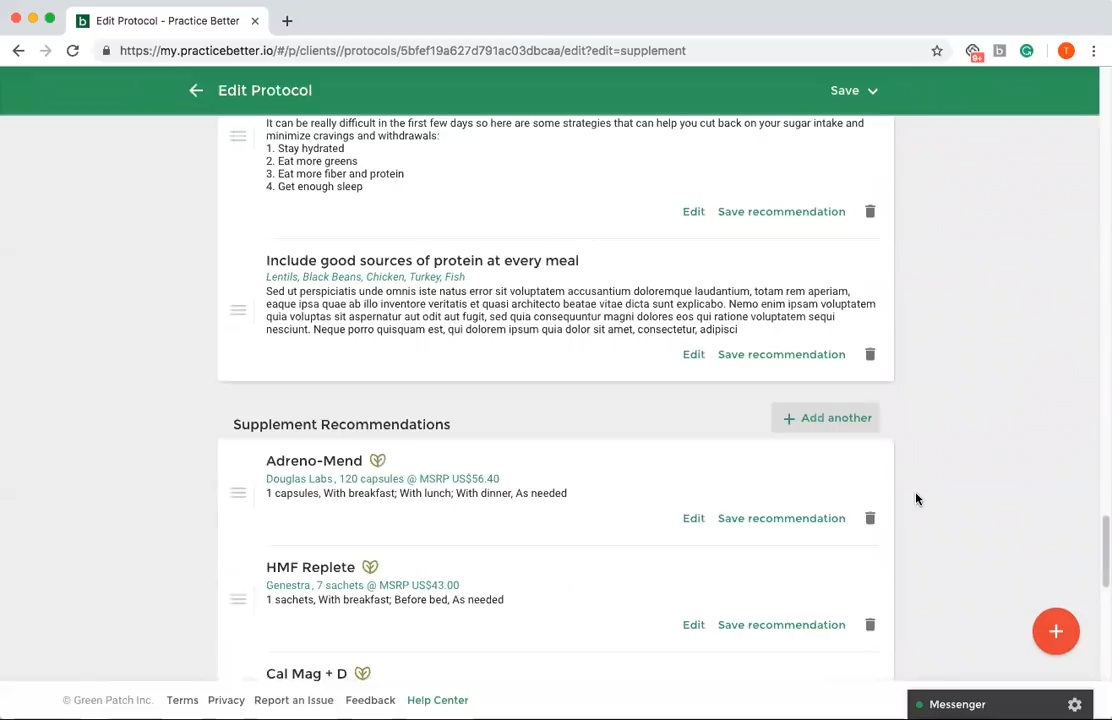 b Edit Protocol - Practice Better
https://my.practicebetter.io/#/p/clients//protocols/5bfef19a627d791ac03dbcaa/edit?edit=supplement
9+
b
T
Edit Protocol
Save
It can be really difficult in the first few days so here are some strategies that can help you cut back on your sugar intake and
minimize cravings and withdrawals:
1. Stay hydrated
2. Eat more greens
3. Eat more fiber and protein
4. Get enough sleep
Edit Save recommendation
Include good sources of protein at every meal
Lentils, Black Beans, Chicken, Turkey, Fish
Sed ut perspiciatis unde omnis iste natus error sit voluptatem accusantium doloremque laudantium, totam rem aperiam,
eaque ipsa quae ab illo inventore veritatis et quasi architecto beatae vitae dicta sunt explicabo. Nemo enim ipsam voluptatem
quia voluptas sit aspernatur aut odit aut fugit, sed quia consequuntur magni dolores eos qui ratione voluptatem sequi
nesciunt. Neque porro quisquam est, qui dolorem ipsum quia dolor sit amet, consectetur, adipisci
Edit Save recommendation
Supplement Recommendations
+ Add another
Adreno-Mend
Douglas Labs, 120 capsules @ MSRP US$56.40
1 capsules, With breakfast; With lunch; With dinner, As needed
Edit Save recommendation
HMF Replete
Genestra, 7 sachets @ MSRP US$43.00
1 sachets, With breakfast; Before bed, As needed
Edit Save recommendation
Cal Mag + D
© Green Patch Inc. Terms Privacy Report an Issue Feedback Help Center
Messenger